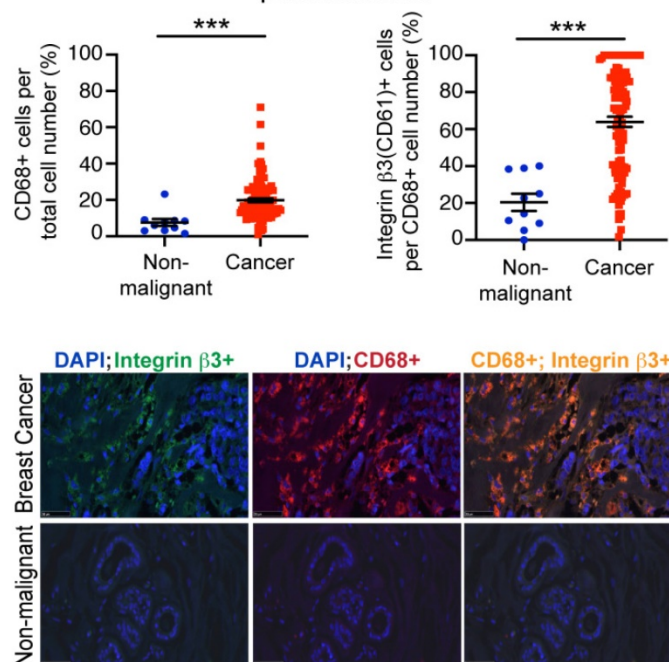 ***
CD68+ cells per
total cell number (%)
100
80
60
40
20
0
Non-
malignant
Cancer
***
Integrin β3(CD61)+ cells
per CD68+ cell number (%)
100
80
60
40
20
0
Non-
malignant
Cancer
DAPI;Integrin β3+
DAPI;CD68+
CD68+; Integrin β3+
Breast Cancer
Non-malignant